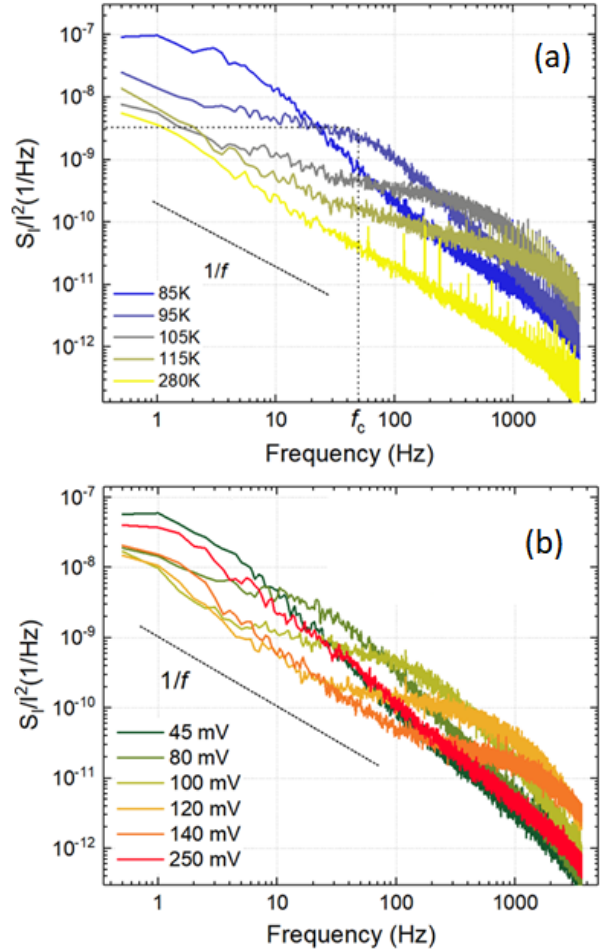 (a)
10⁻⁷
10⁻⁸
10⁻⁹
10⁻¹⁰
10⁻¹¹
10⁻¹²
S_I/I²(1/Hz)
1/f
85K
95K
105K
115K
280K
1 10 f_c 100 1000
Frequency (Hz)
(b)
10⁻⁷
10⁻⁸
10⁻⁹
10⁻¹⁰
10⁻¹¹
10⁻¹²
S_I/I²(1/Hz)
1/f
45 mV
80 mV
100 mV
120 mV
140 mV
250 mV
1 10 100 1000
Frequency (Hz)